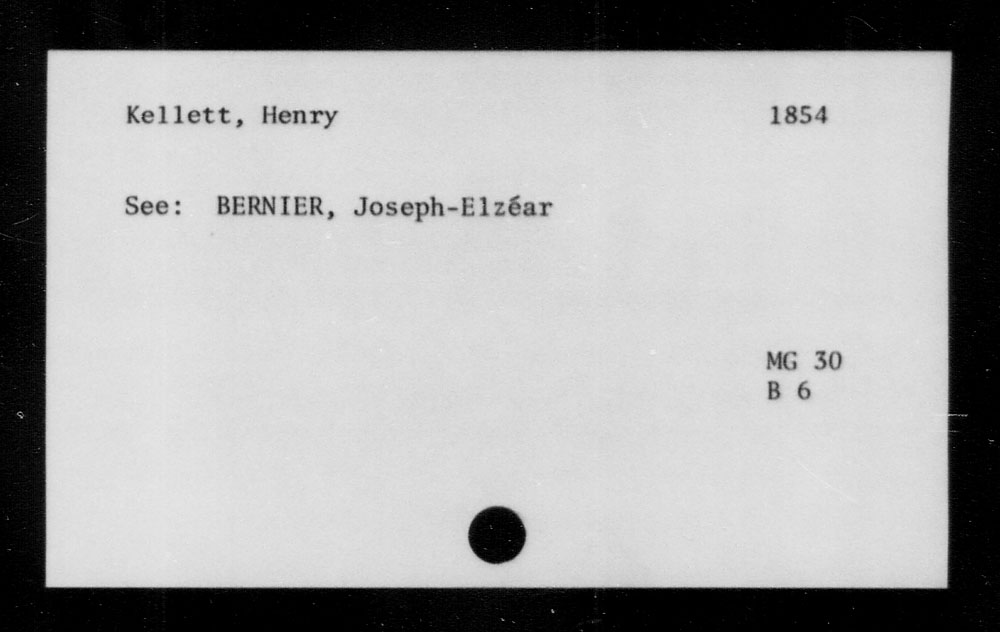 Kellett, Henry 1854
See: BERNIER, Joseph-Elzéar
MG 30
B 6